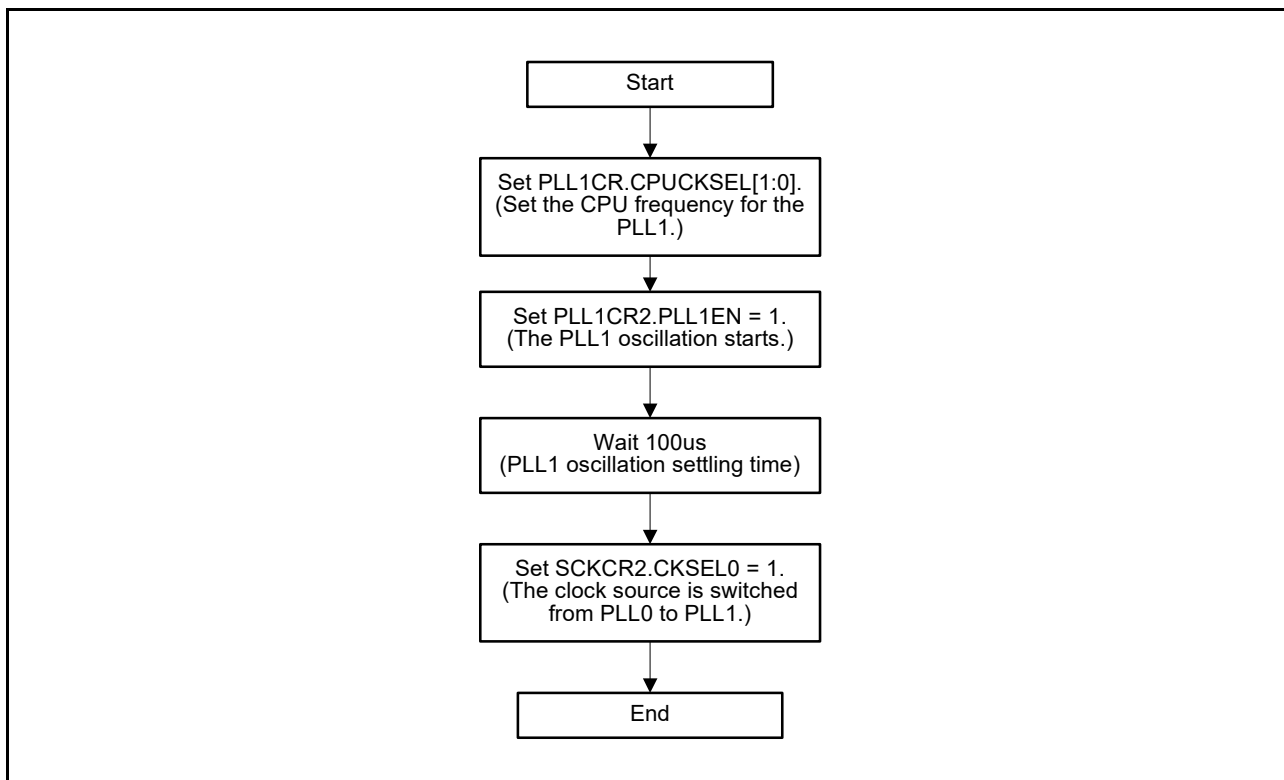 Start
Set PLL1CR.CPUCKSEL[1:0].
(Set the CPU frequency for the
PLL1.)
Set PLL1CR2.PLL1EN = 1.
(The PLL1 oscillation starts.)
Wait 100us
(PLL1 oscillation settling time)
Set SCKCR2.CKSEL0 = 1.
(The clock source is switched
from PLL0 to PLL1.)
End